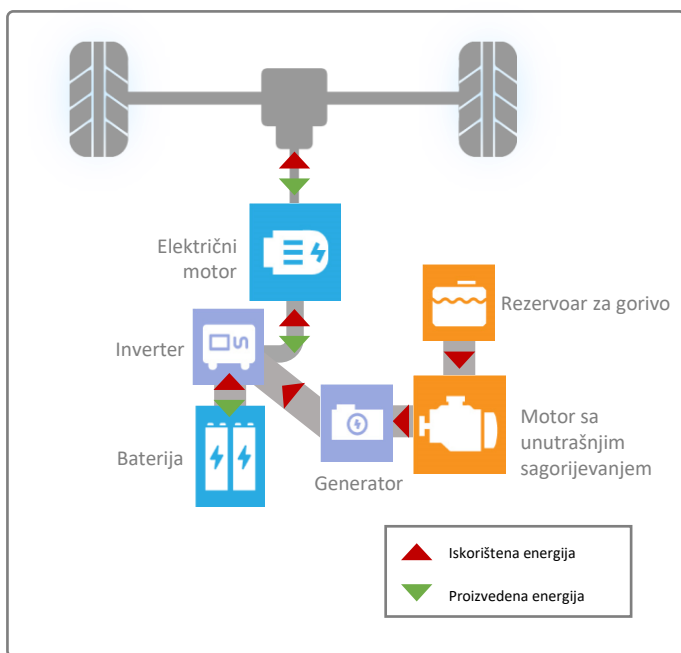 Električni
motor
Rezervoar za gorivo
Inverter
Baterija
Generator
Motor sa
unutrašnjim
sagorijevanjem
Iskorištena energija
Proizvedena energija